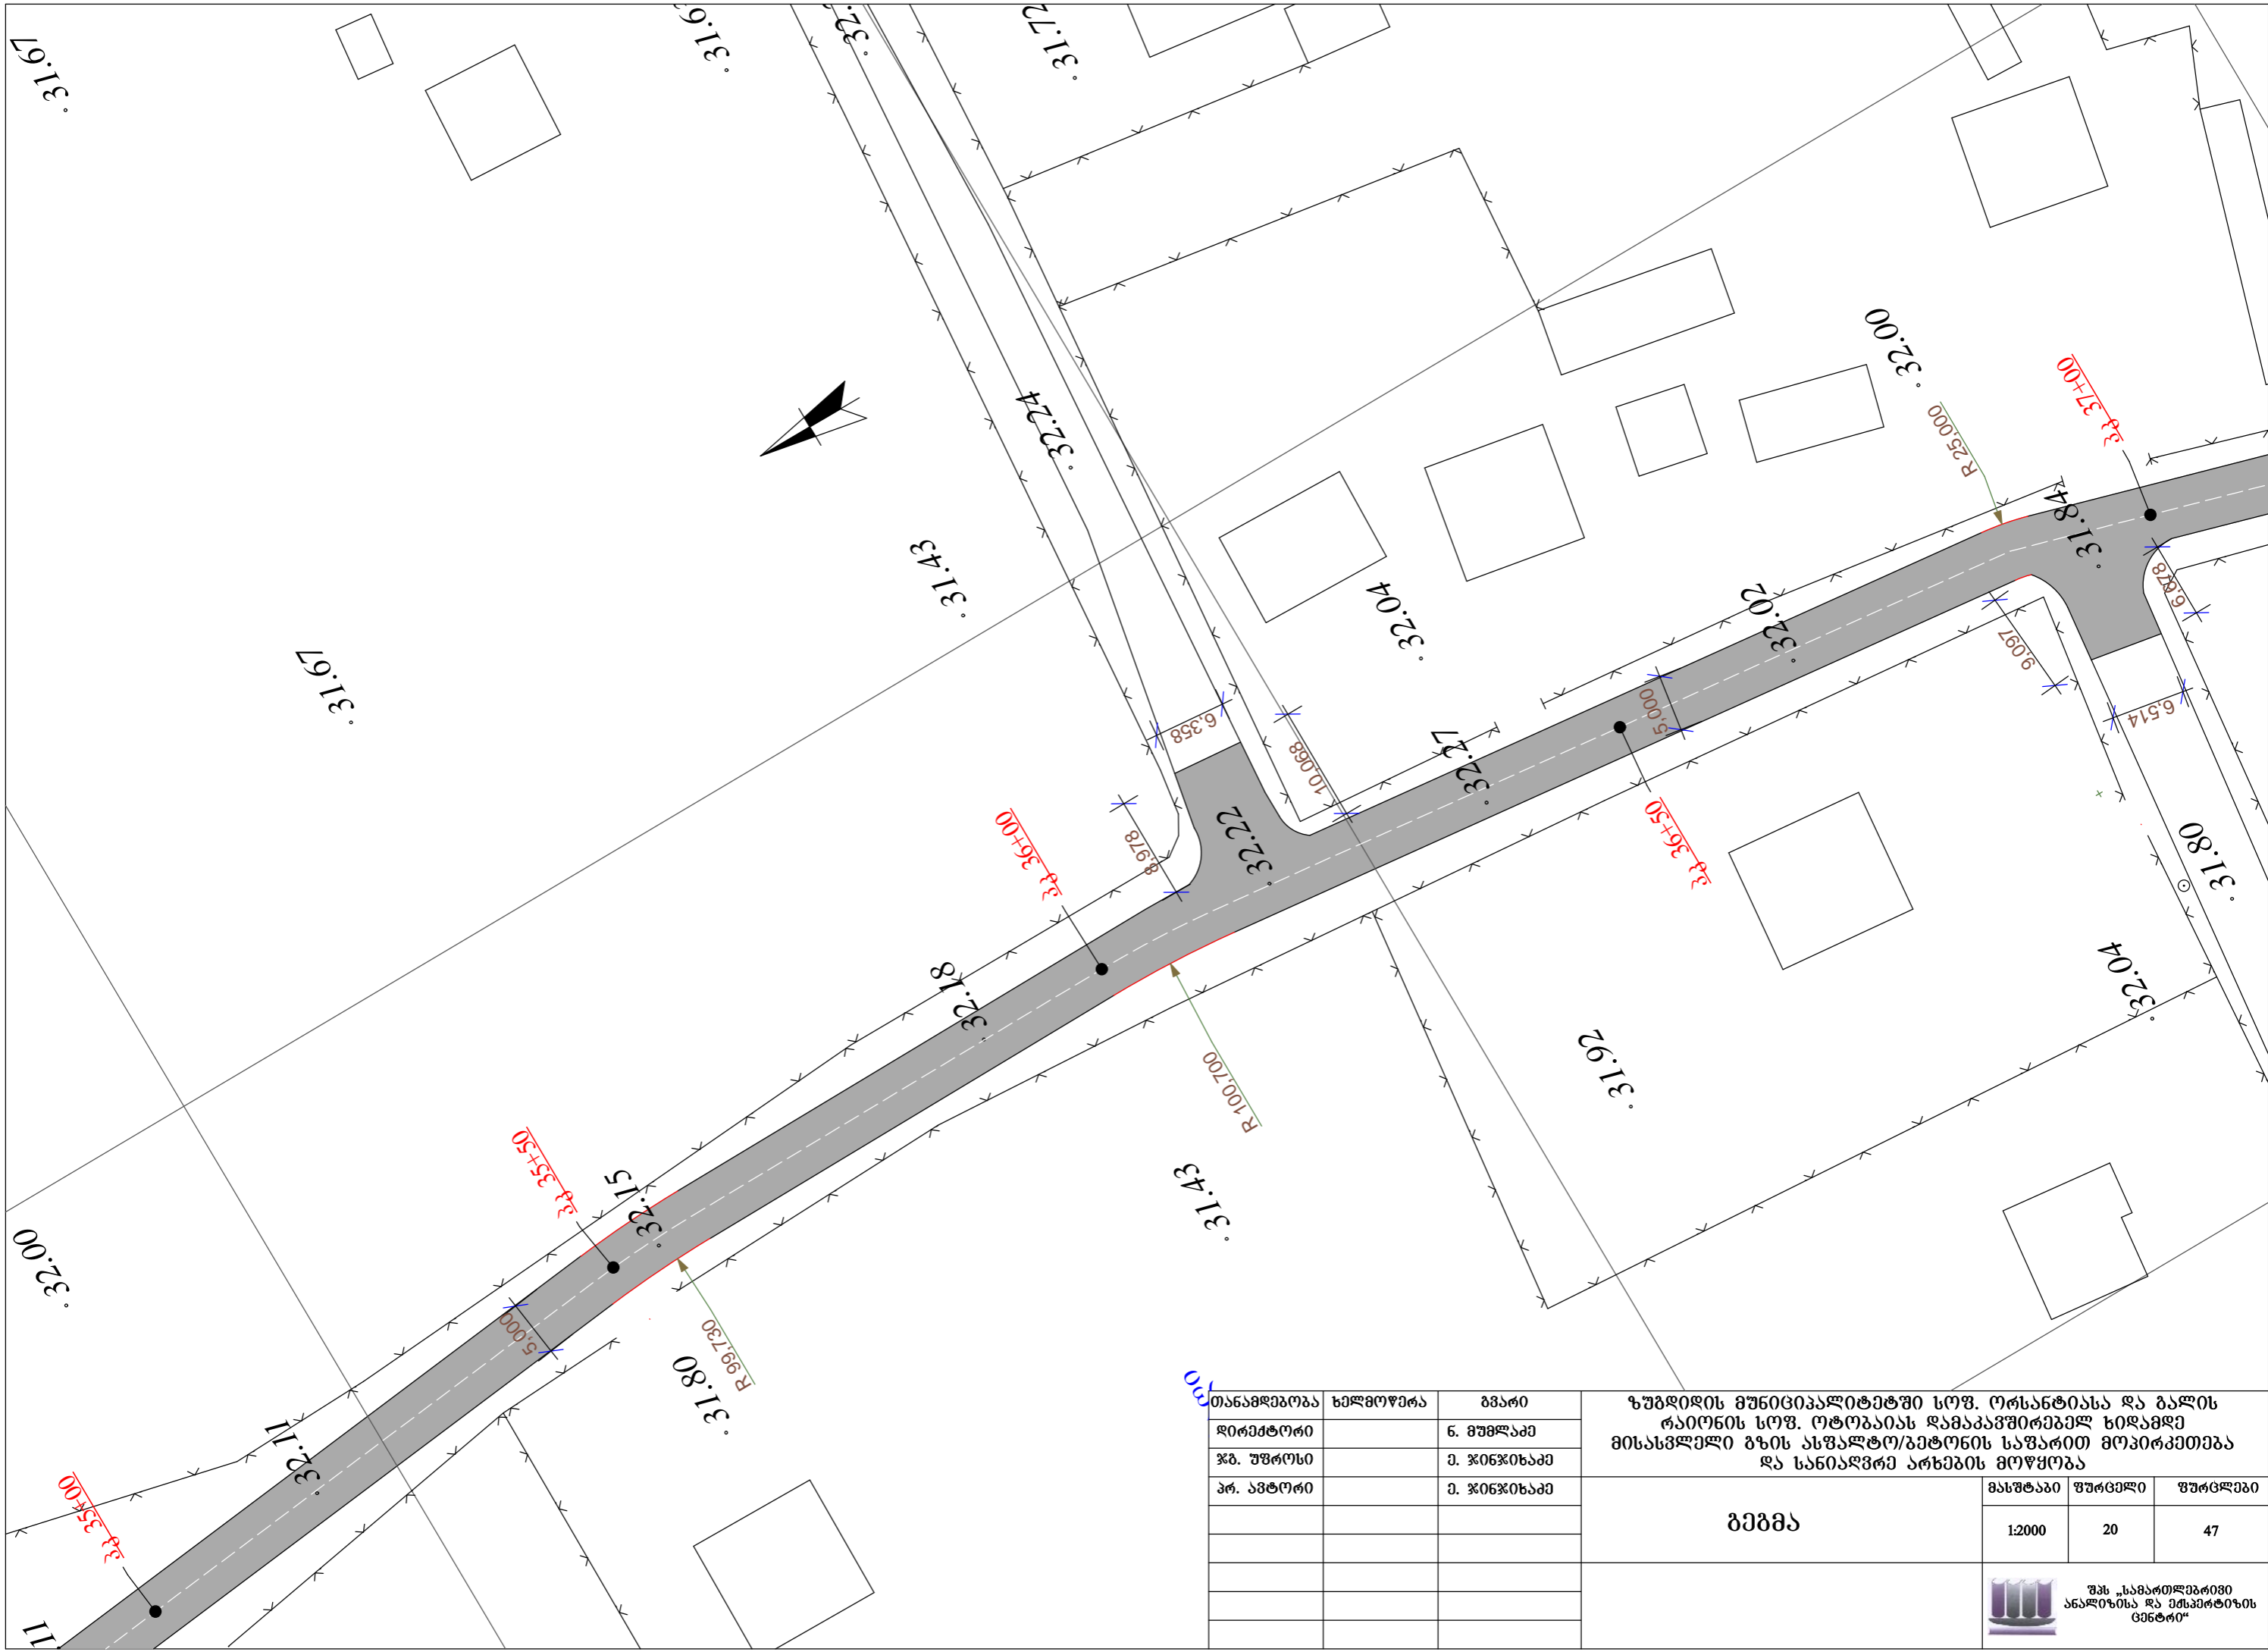 31.67
31.6
32.
31.72
32.00
პკ 37+00
R 25,000
32.24
31.84
31.43
32.04
32.02
6,678
9,097
31.67
6,358
5,000
6,514
10,068
32.27
პკ 36+00
8,978
32.22
პკ 36+50
31.80
32.18
32.04
R 100,700
31.92
პკ 35+50
32.15
31.43
32.00
5,000
R 99,730
31.80
32.11
პკ 35+00
11
თანამდებობა ხელმოწერა გვარი
დირექტორი ნ. მუმლაძე
ჯგ. უფროსი ე. ჯინჯიხაძე
პრ. ავტორი ე. ჯინჯიხაძე
ზუგდიდის მუნიციპალიტეტში სოფ. ორსანტიასა და გალის
რაიონის სოფ. ოტობაიას დამაკავშირებელ ხიდამდე
მისასვლელი გზის ასფალტო/ბეტონის საფარით მოპირკეთება
და სანიაღვრე არხების მოწყობა
გეგმა
მასშტაბი ფურცელი ფურცლები
1:2000 20 47
შპს „სამართლებრივი
ანალიზისა და ექსპერტიზის
ცენტრი“